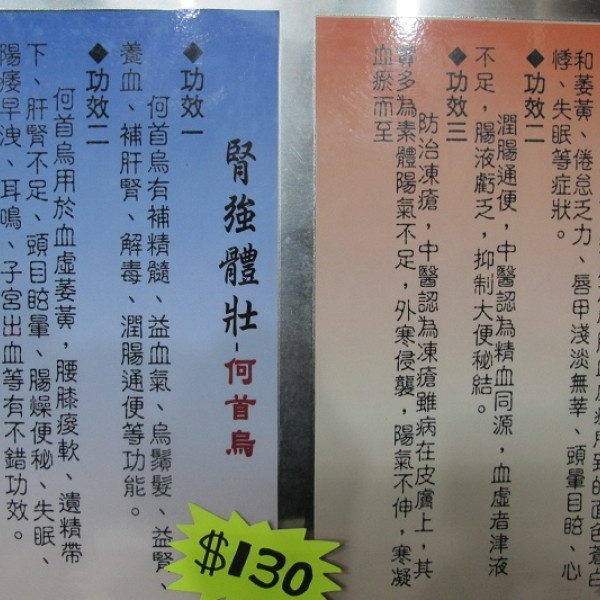 的面色蒼白
和萎黃、倦怠乏力、唇甲淺淡無莘、頭暈目眩、心
悸、失眠等症狀。
◆功效二
潤腸通便，中醫認為精血同源，血虛者津液
不足，腸液虧乏，抑制大便秘結。
◆功效三
防治凍瘡，中醫認為凍瘡雖病在皮膚上，其
實多為素體陽氣不足，外寒侵襲，陽氣不伸，寒凝
血瘀而至
腎強體壯-何首烏
◆功效一
何首烏有補精髓、益血氣、烏鬚髮、益腎、
養血、補肝腎、解毒、潤腸通便等功能。
◆功效二
何首烏用於血虛萎黃，腰膝痠軟、遺精帶
下、肝腎不足、頭目眩暈、腸燥便秘、失眠、
陽痿早洩、耳鳴、子宮出血等有不錯功效。
$130